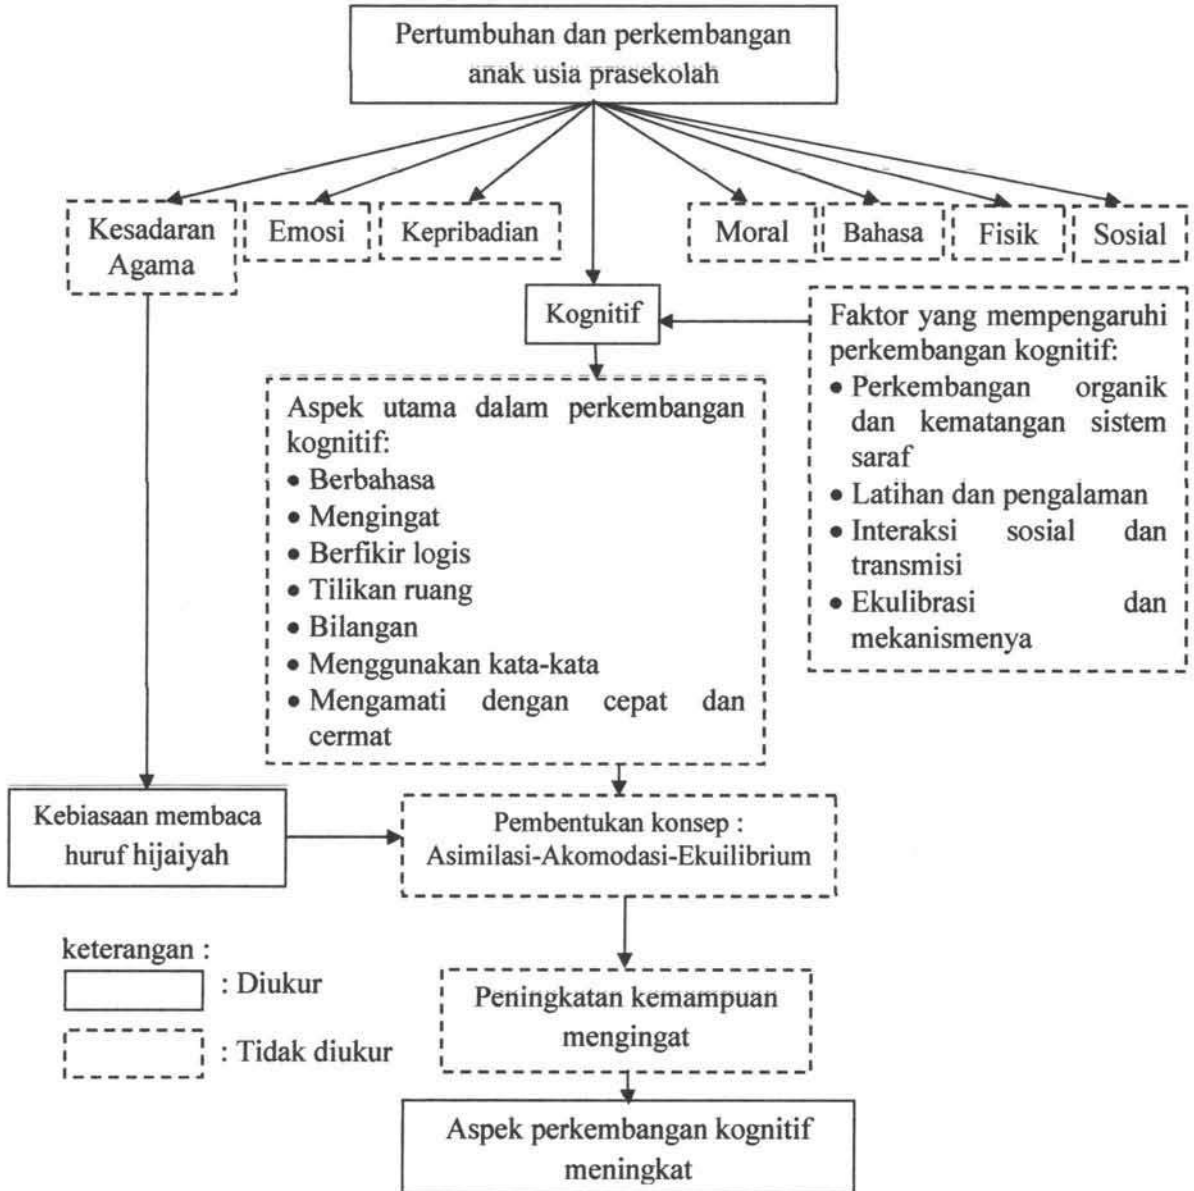 Pertumbuhan dan perkembangan
anak usia prasekolah
Kesadaran
Agama
Emosi
Kepribadian
Moral
Bahasa
Fisik
Sosial
Kognitif
Faktor yang mempengaruhi
perkembangan kognitif:
• Perkembangan organik
dan kematangan sistem
saraf
• Latihan dan pengalaman
• Interaksi sosial dan
transmisi
• Ekulibrasi dan
mekanismenya
Aspek utama dalam perkembangan
kognitif:
• Berbahasa
• Mengingat
• Berfikir logis
• Tilikan ruang
• Bilangan
• Menggunakan kata-kata
• Mengamati dengan cepat dan
cermat
Kebiasaan membaca
huruf hijaiyah
Pembentukan konsep :
Asimilasi-Akomodasi-Ekuilibrium
keterangan :
: Diukur
: Tidak diukur
Peningkatan kemampuan
mengingat
Aspek perkembangan kognitif
meningkat